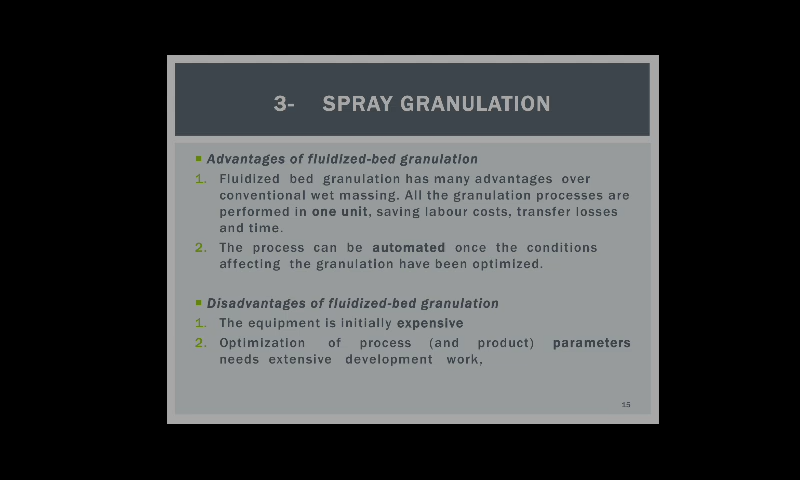 3- SPRAY GRANULATION
Advantages of fluidized-bed granulation
1. Fluidized bed granulation has many advantages over
conventional wet massing. All the granulation processes are
performed in one unit, saving labour costs, transfer losses
and time.
2. The process can be automated once the conditions
affecting the granulation have been optimized.
Disadvantages of fluidized-bed granulation
1. The equipment is initially expensive
2. Optimization of process (and product) parameters
needs extensive development work,
15